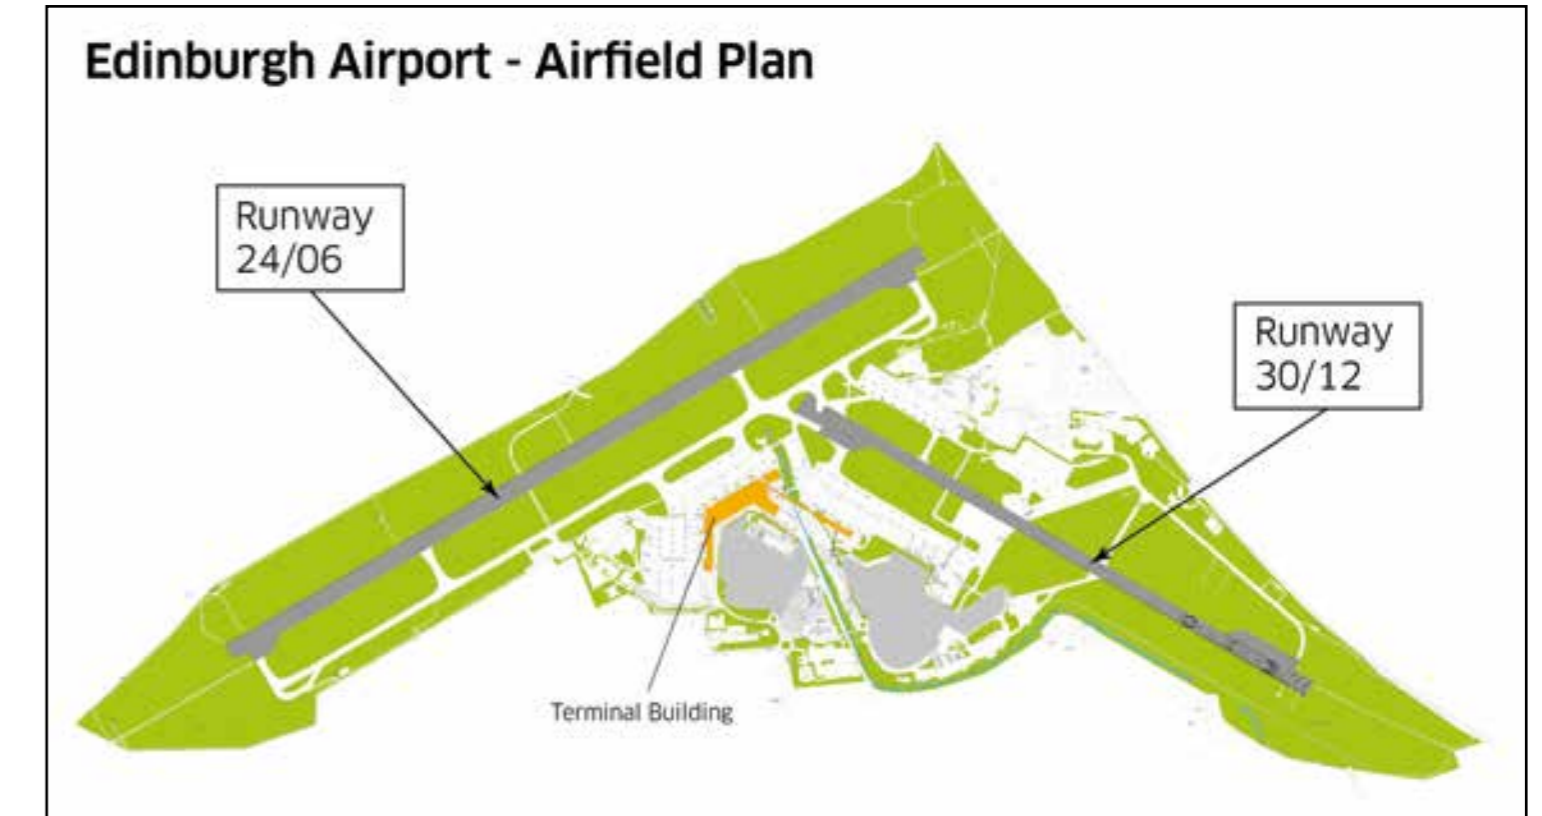 Edinburgh Airport - Airfield Plan
Runway
24/06
Runway
30/12
Terminal Building